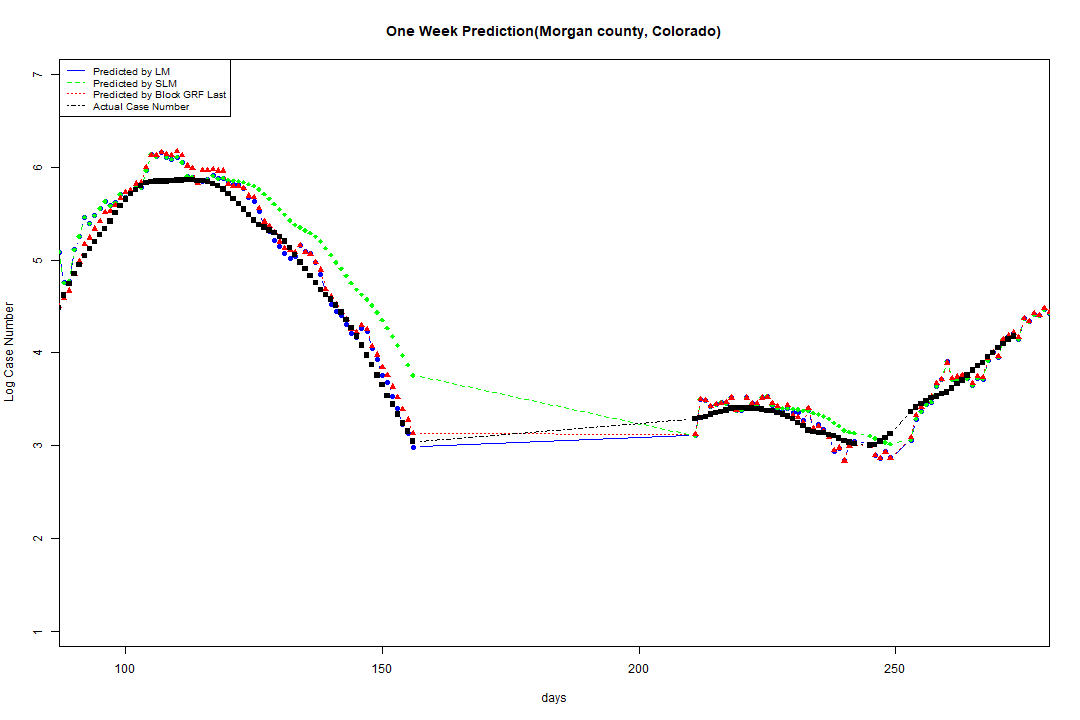 One Week Prediction(Morgan county, Colorado)
Predicted by LM
Predicted by SLM
Predicted by Block GRF Last
Actual Case Number
Log Case Number
7
6
5
4
3
2
1
100
150
200
250
days